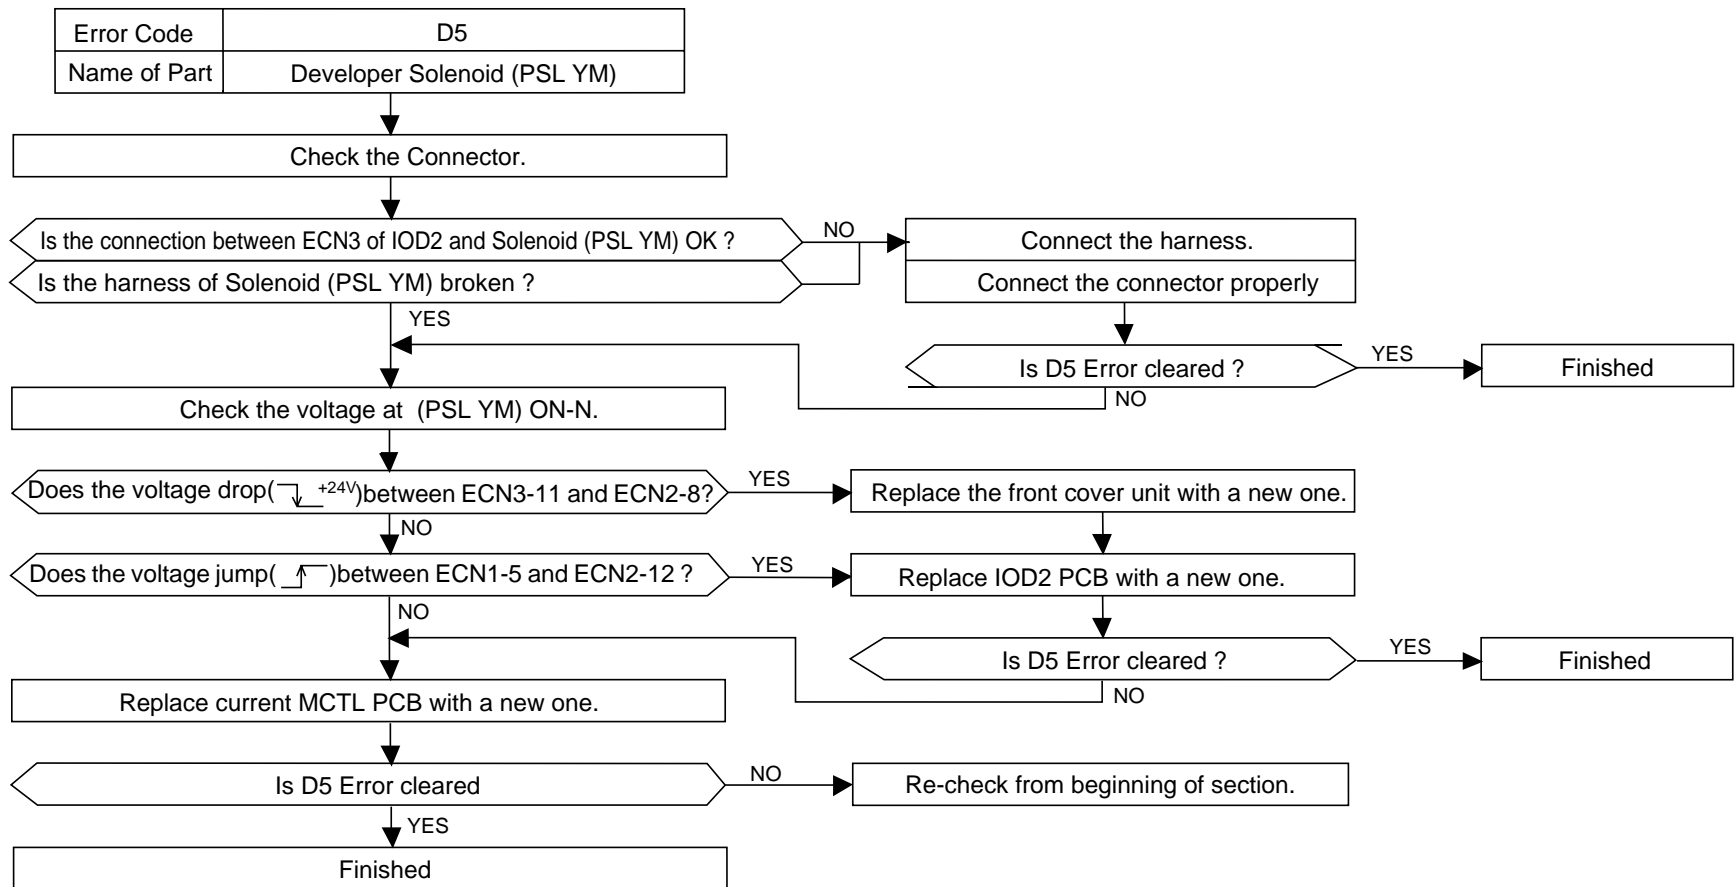 Error Code D5
Name of Part Developer Solenoid (PSL YM)
Check the Connector.
Is the connection between ECN3 of IOD2 and Solenoid (PSL YM) OK ?
NO
Connect the harness.
Is the harness of Solenoid (PSL YM) broken ?
Connect the connector properly
YES
Is D5 Error cleared ?
YES
Finished
NO
Check the voltage at (PSL YM) ON-N.
Does the voltage drop( +24V)between ECN3-11 and ECN2-8?
YES
Replace the front cover unit with a new one.
NO
Does the voltage jump( )between ECN1-5 and ECN2-12 ?
YES
Replace IOD2 PCB with a new one.
NO
Is D5 Error cleared ?
YES
Finished
NO
Replace current MCTL PCB with a new one.
Is D5 Error cleared
NO
Re-check from beginning of section.
YES
Finished